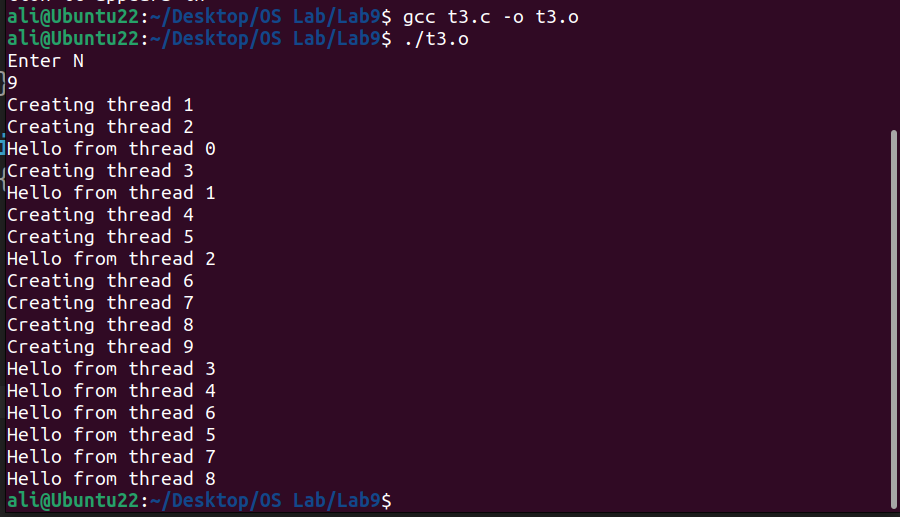 ali@Ubuntu22:~/Desktop/OS Lab/Lab9$ gcc t3.c -o t3.o
ali@Ubuntu22:~/Desktop/OS Lab/Lab9$ ./t3.o
Enter N
9
Creating thread 1
Creating thread 2
Hello from thread 0
Creating thread 3
Hello from thread 1
Creating thread 4
Creating thread 5
Hello from thread 2
Creating thread 6
Creating thread 7
Creating thread 8
Creating thread 9
Hello from thread 3
Hello from thread 4
Hello from thread 6
Hello from thread 5
Hello from thread 7
Hello from thread 8
ali@Ubuntu22:~/Desktop/OS Lab/Lab9$